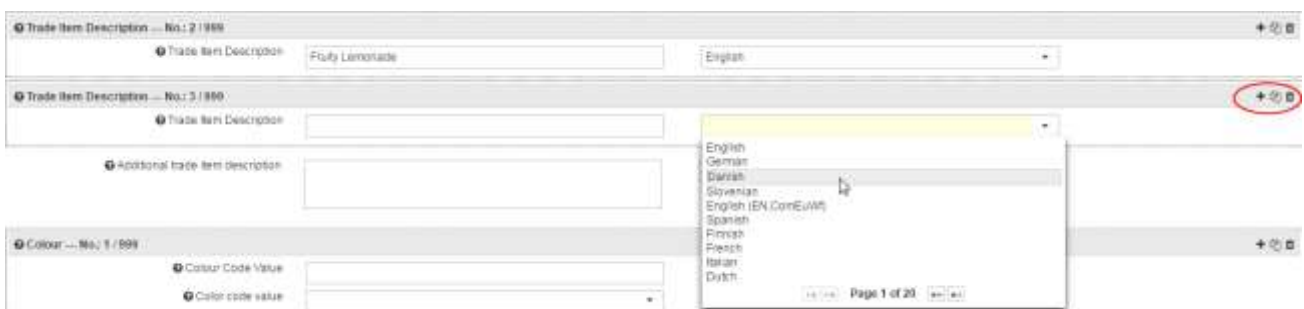 Trade Item Description --- No.: 2 / 999
Trade Item Description Fruity Lemonade English
Trade Item Description --- No.: 3 / 999
Trade Item Description
English
German
Additional trade item description
Danish
Slovenian
English (EN.ComEuWf)
Spanish
Finnish
French
Italian
Dutch
Colour --- No.: 1 / 999
Colour Code Value
Color code value
Page 1 of 20